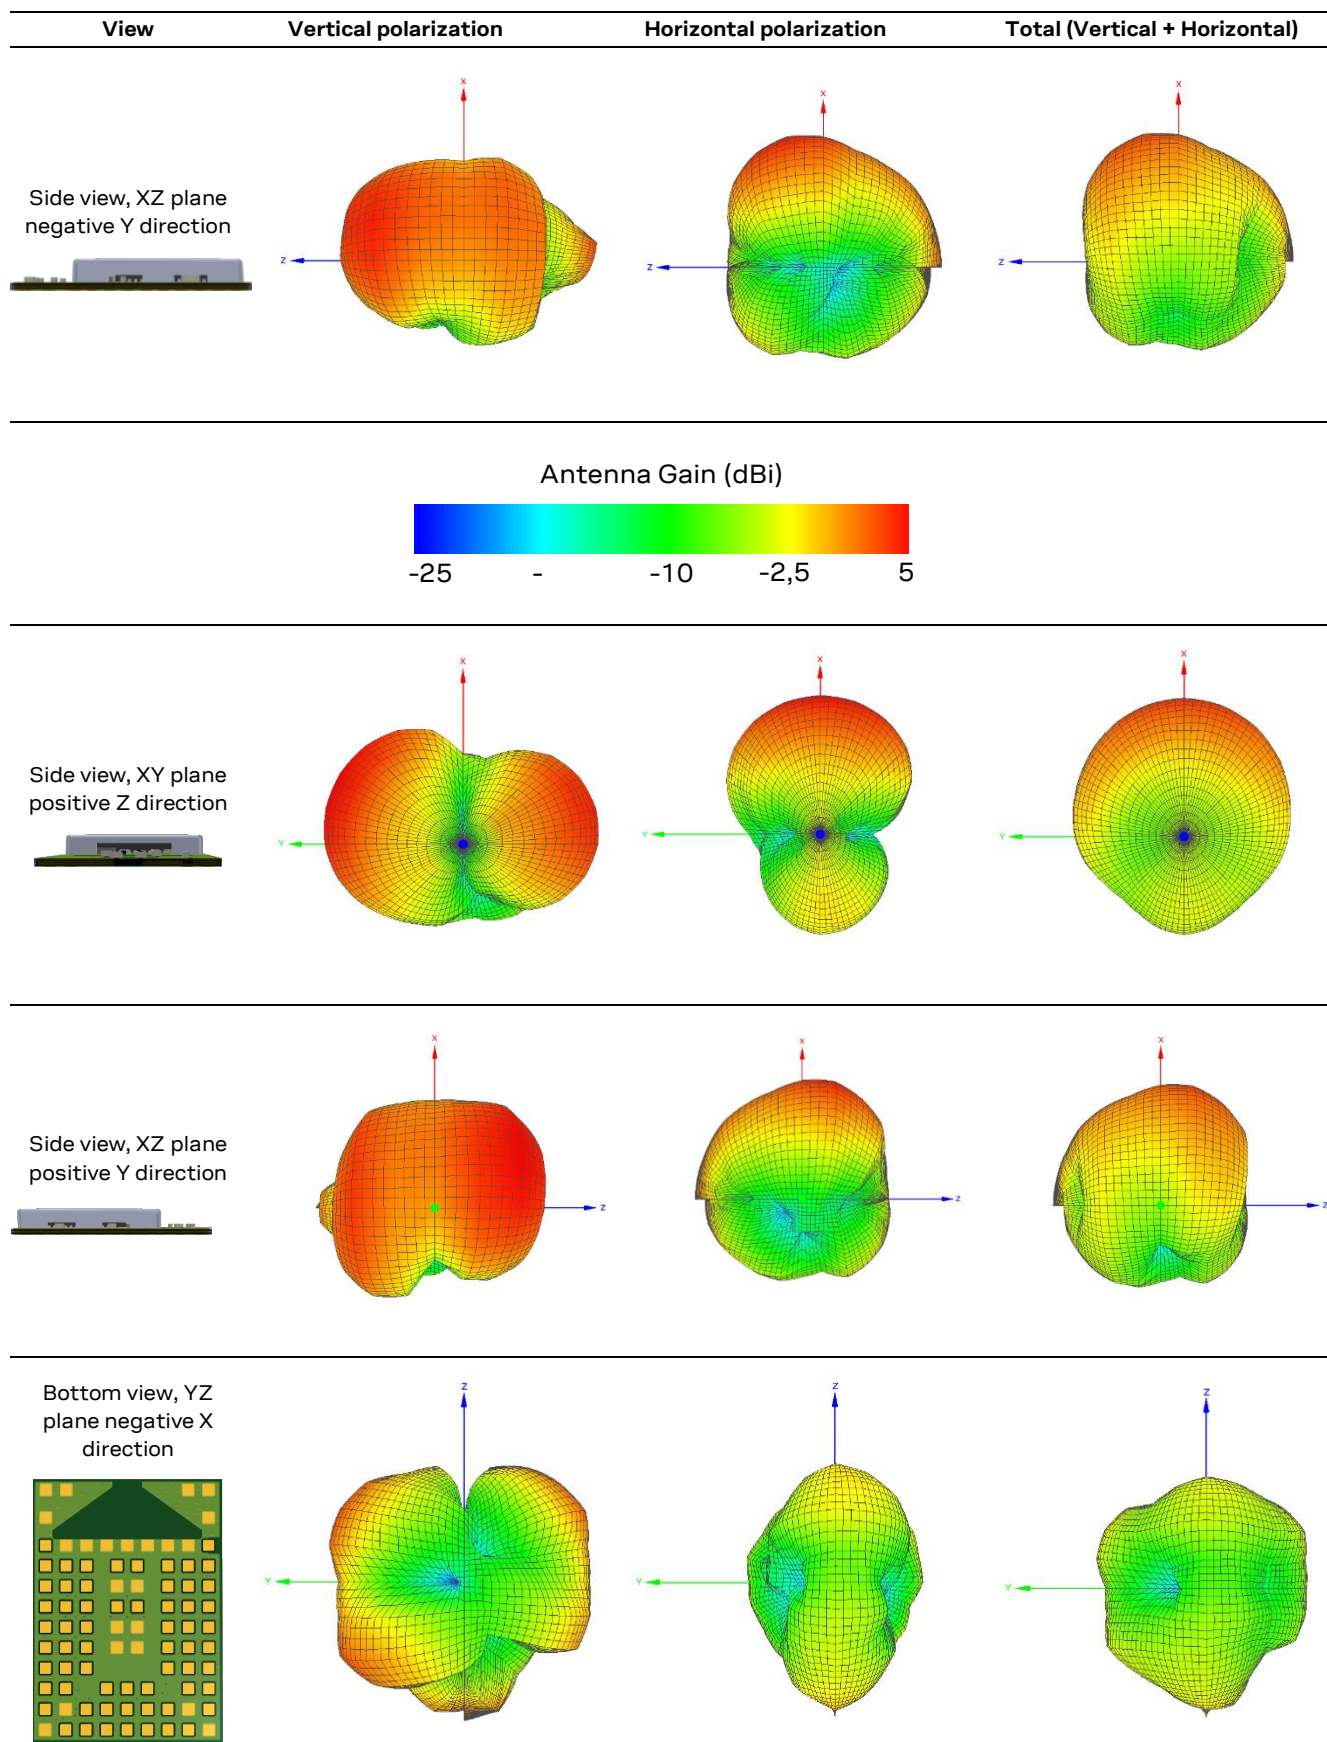 View Vertical polarization Horizontal polarization Total (Vertical + Horizontal)
X
X
X
Side view, XZ plane
negative Y direction
Z
Z
Z
Antenna Gain (dBi)
-25 - -10 -2,5 5
X
X
X
Side view, XY plane
positive Z direction
Y
Y
Y
X
X
X
Side view, XZ plane
positive Y direction
Z
Z
Z
Bottom view, YZ
plane negative X
direction
Z
Z
Z
Y
Y
Y